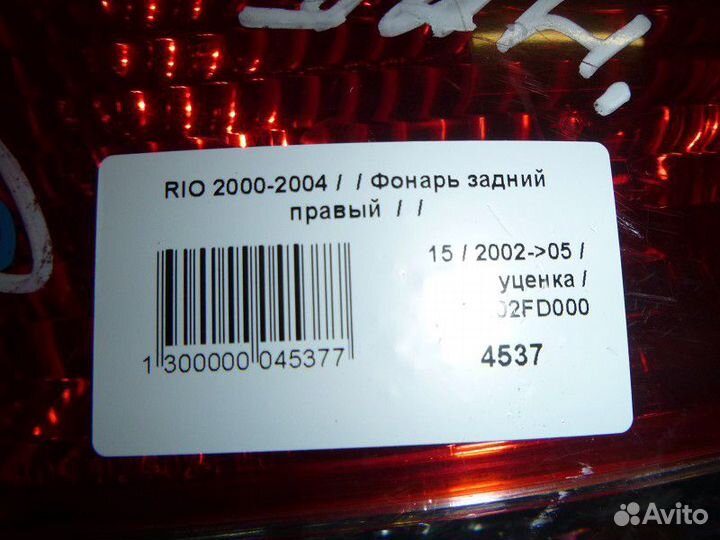 RIO 2000-2004 / / Фонарь задний
правый / /
15 / 2002->05 /
уценка /
02FD000
1 300000 045377
4537
Avito